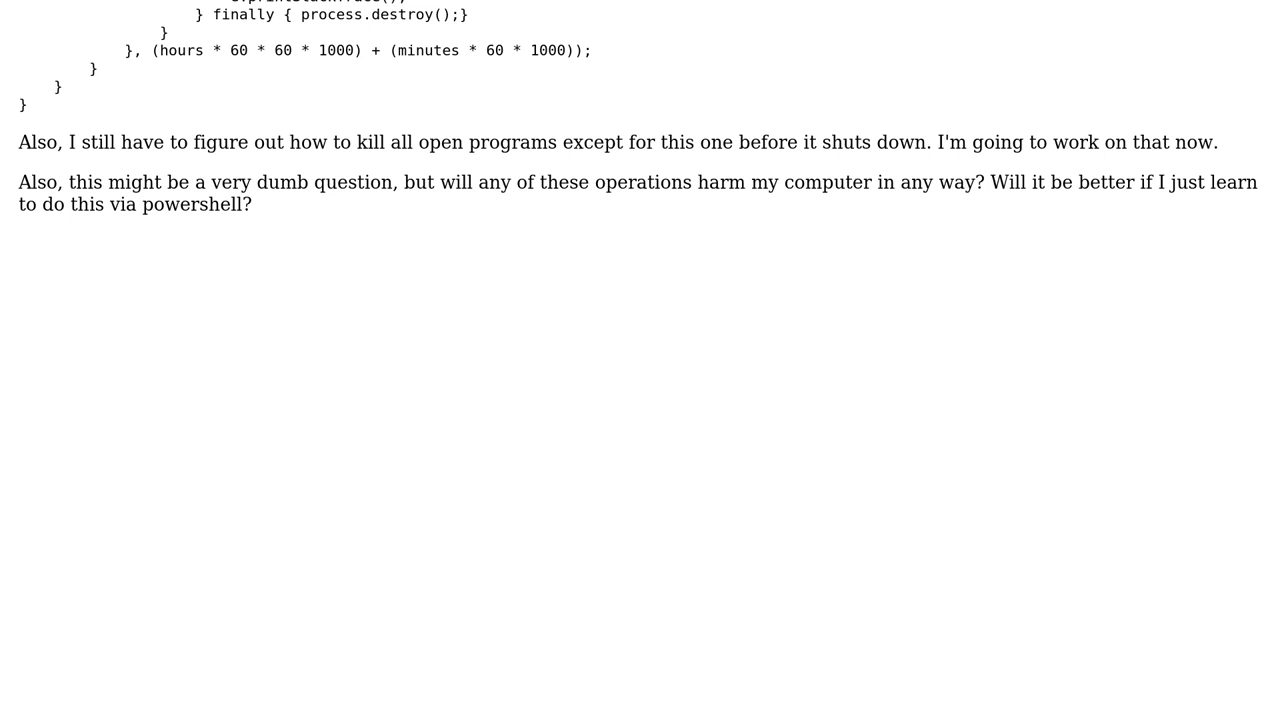 } finally { process.destroy();}
}
}, (hours * 60 * 60 * 1000) + (minutes * 60 * 1000));
}
}
}
Also, I still have to figure out how to kill all open programs except for this one before it shuts down. I'm going to work on that now.
Also, this might be a very dumb question, but will any of these operations harm my computer in any way? Will it be better if I just learn
to do this via powershell?